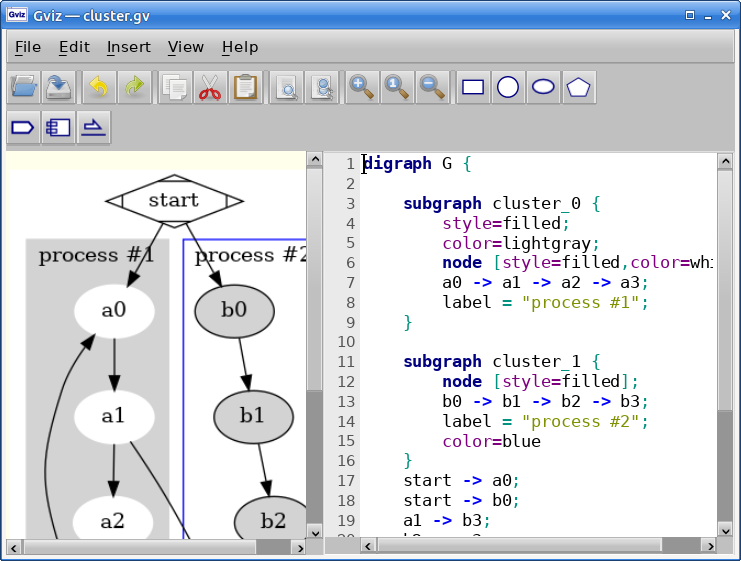 Gviz Gviz — cluster.gv
File Edit Insert View Help
1
start
process #1 process #2
a0 b0
a1 b1
a2 b2
1 digraph G {
2
3 subgraph cluster_0 {
4 style=filled;
5 color=lightgray;
6 node [style=filled,color=whi
7 a0 -> a1 -> a2 -> a3;
8 label = "process #1";
9 }
10
11 subgraph cluster_1 {
12 node [style=filled];
13 b0 -> b1 -> b2 -> b3;
14 label = "process #2";
15 color=blue
16 }
17 start -> a0;
18 start -> b0;
19 a1 -> b3;